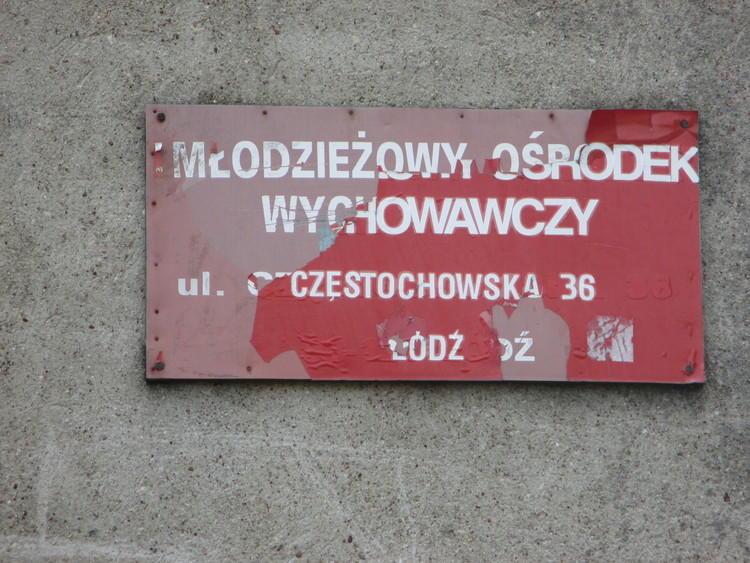 MŁODZIEŻOWY OŚRODEK
WYCHOWAWCZY
ul. CZĘSTOCHOWSKA 36
ŁÓDŹ